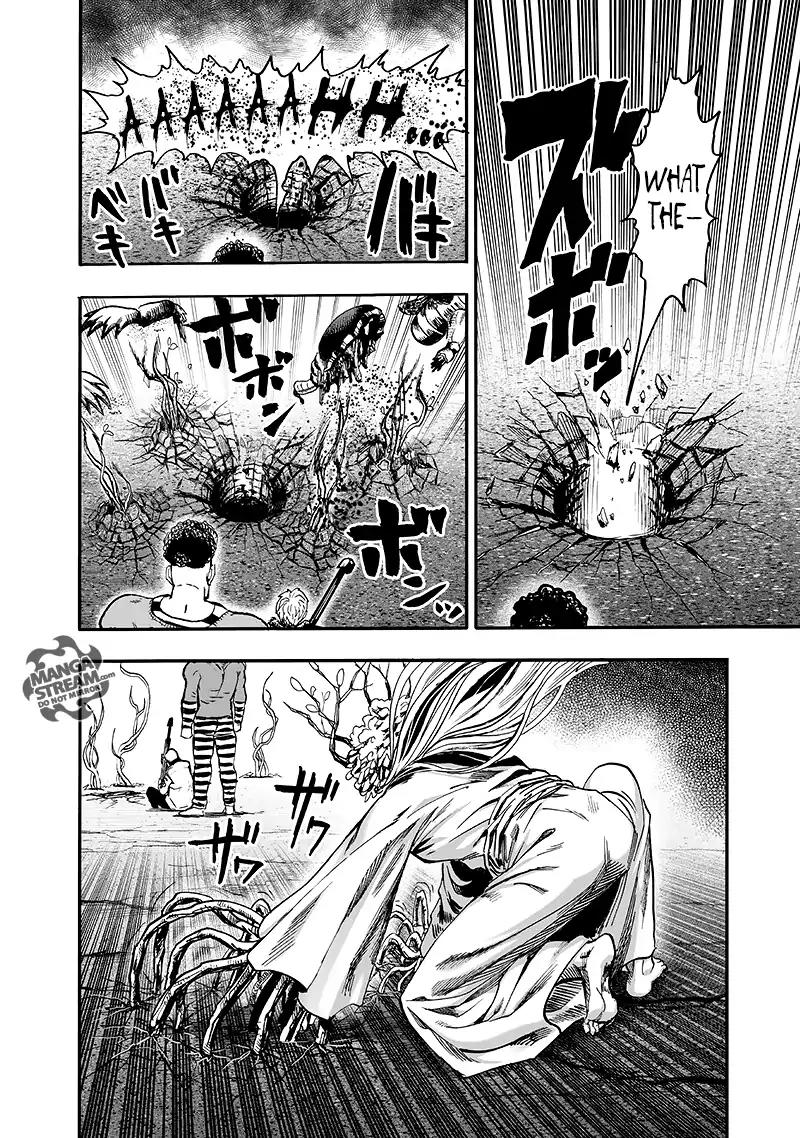 WHAT
THE-
ズボッ
AAAAAAHH...
バキ
バキ
ベキ
ボボン
ボンッ
MANGA
STREAM.COM
DO NOT MIRROR
ザワ
ザワ